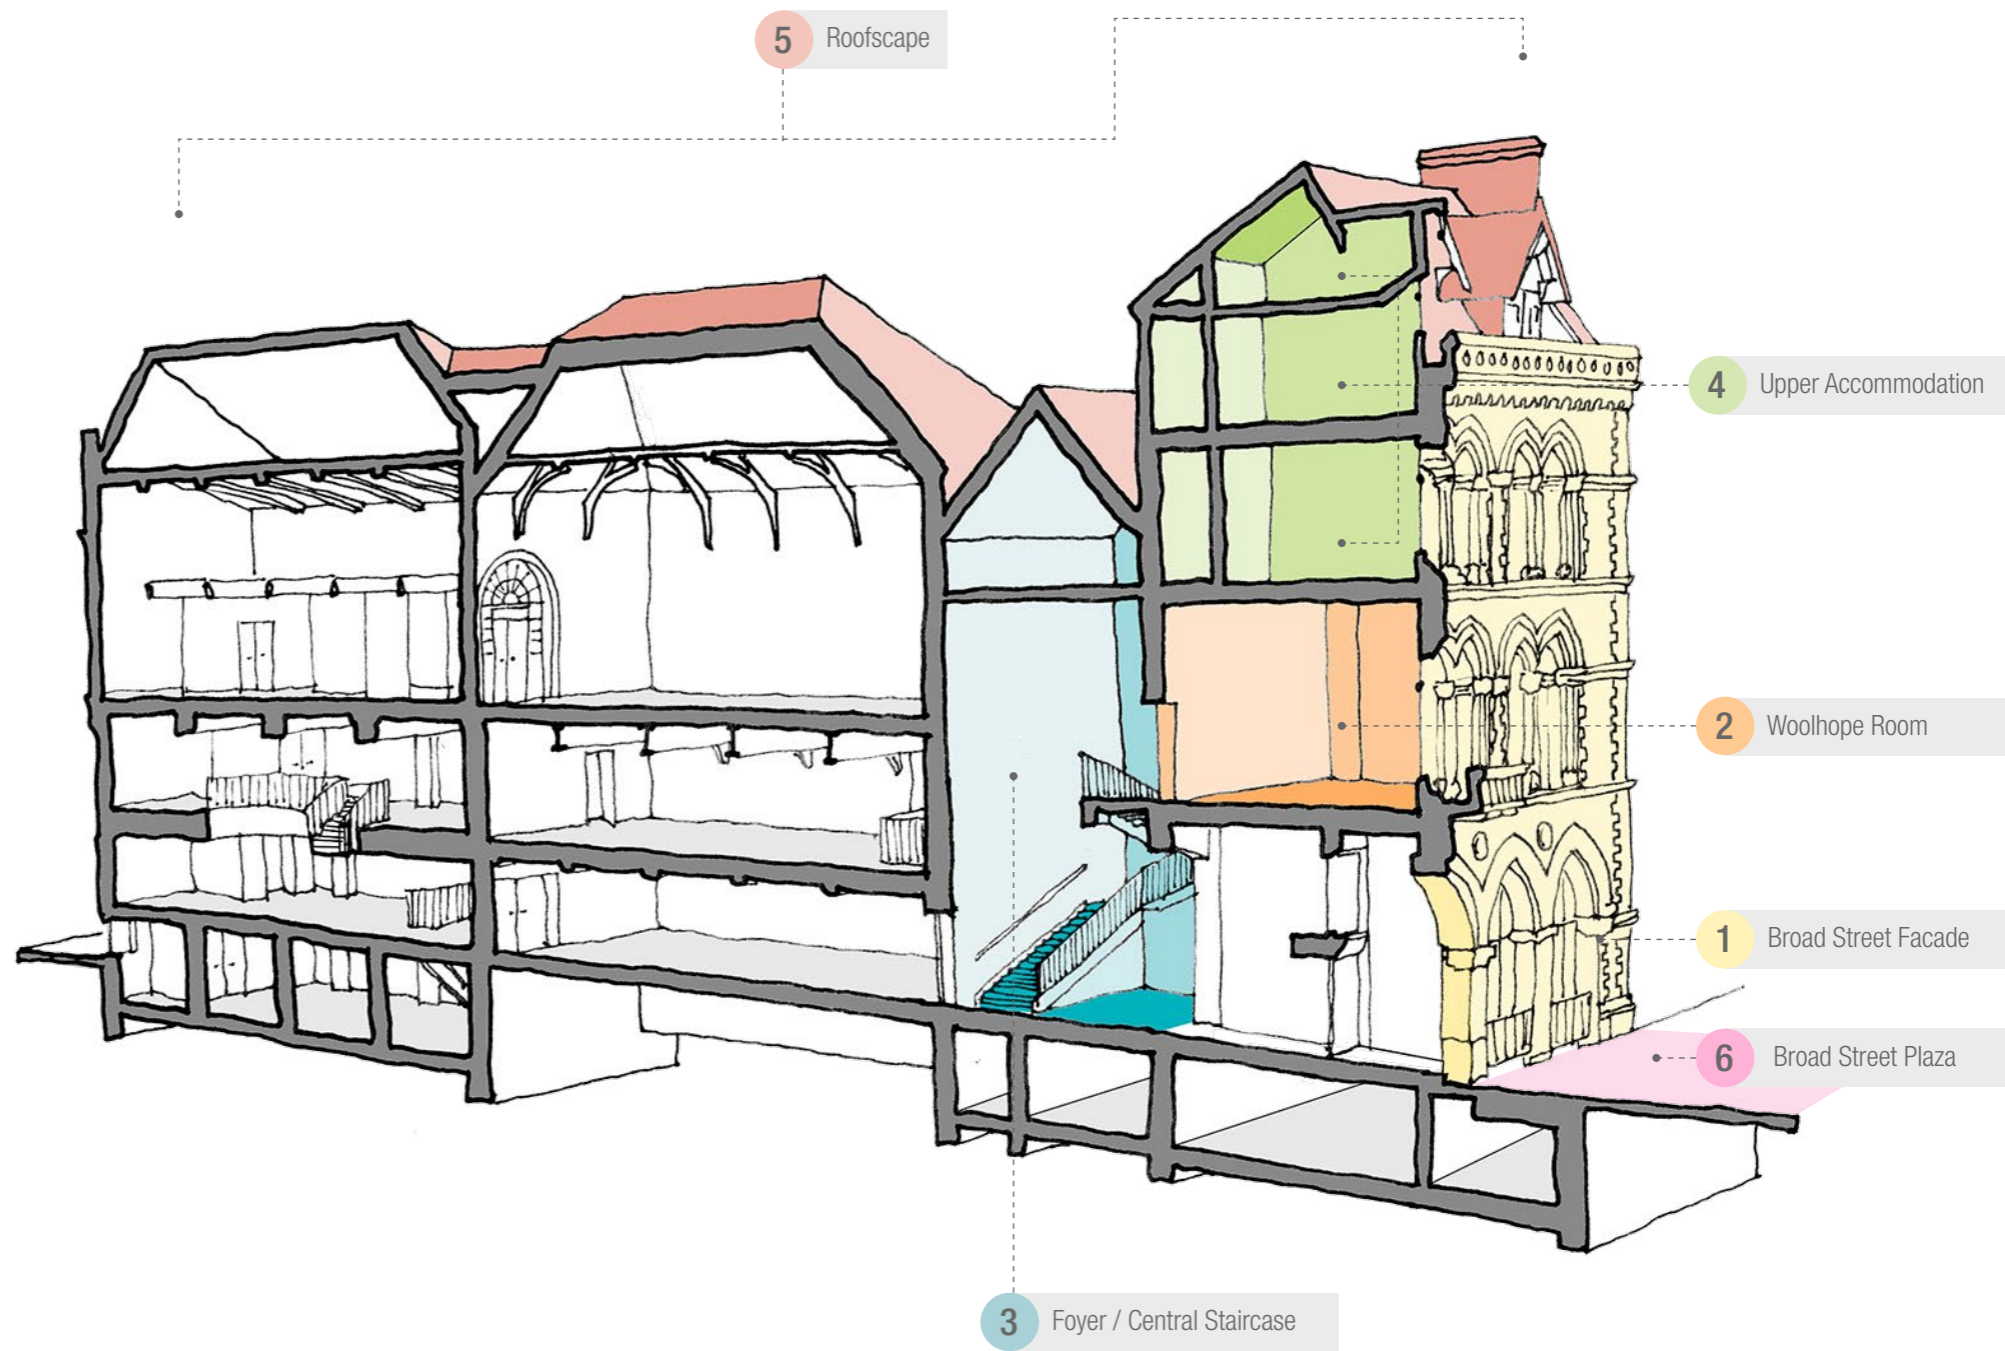 5 Roofscape
4 Upper Accommodation
2 Woolhope Room
1 Broad Street Facade
6 Broad Street Plaza
3 Foyer / Central Staircase